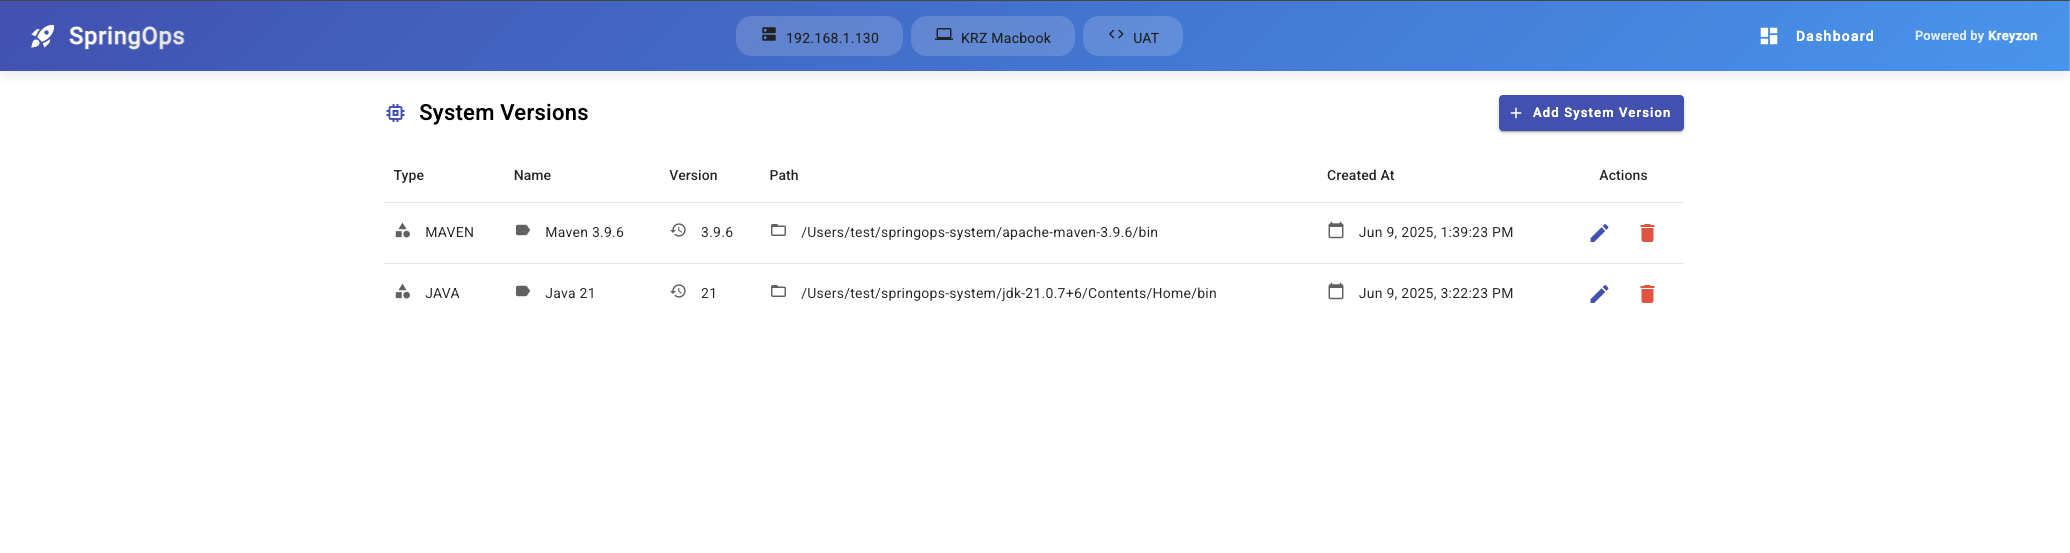 SpringOps
192.168.1.130
KRZ Macbook
UAT
Dashboard
Powered by Kreyzon
System Versions
Add System Version
Type Name Version Path Created At Actions
MAVEN Maven 3.9.6 3.9.6 /Users/test/springops-system/apache-maven-3.9.6/bin Jun 9, 2025, 1:39:23 PM
JAVA Java 21 21 /Users/test/springops-system/jdk-21.0.7+6/Contents/Home/bin Jun 9, 2025, 3:22:23 PM